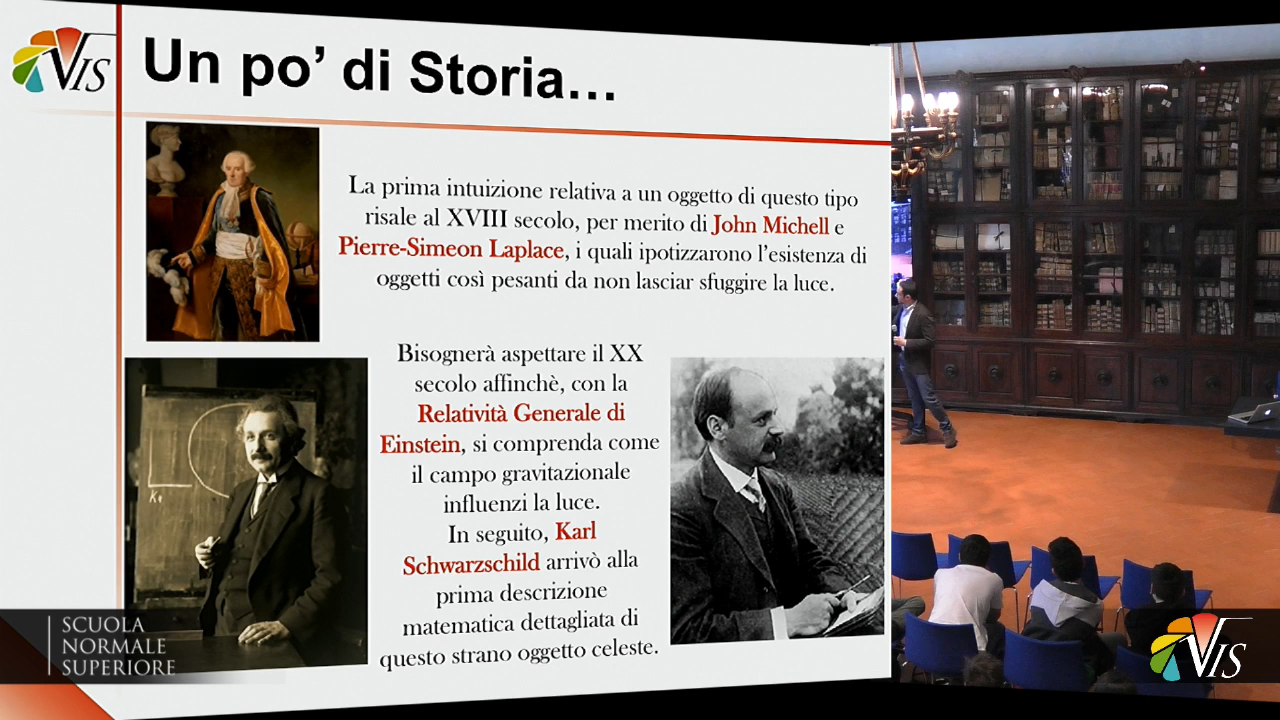 VIS
Un po’ di Storia…
La prima intuizione relativa a un oggetto di questo tipo
risale al XVIII secolo, per merito di John Michell e
Pierre-Simeon Laplace, i quali ipotizzarono l’esistenza di
oggetti così pesanti da non lasciar sfuggire la luce.
Bisognerà aspettare il XX
secolo affinchè, con la
Relatività Generale di
Einstein, si comprenda come
il campo gravitazionale
influenzi la luce.
In seguito, Karl
Schwarzschild arrivò alla
prima descrizione
matematica dettagliata di
questo strano oggetto celeste.
SCUOLA
NORMALE
SUPERIORE
VIS